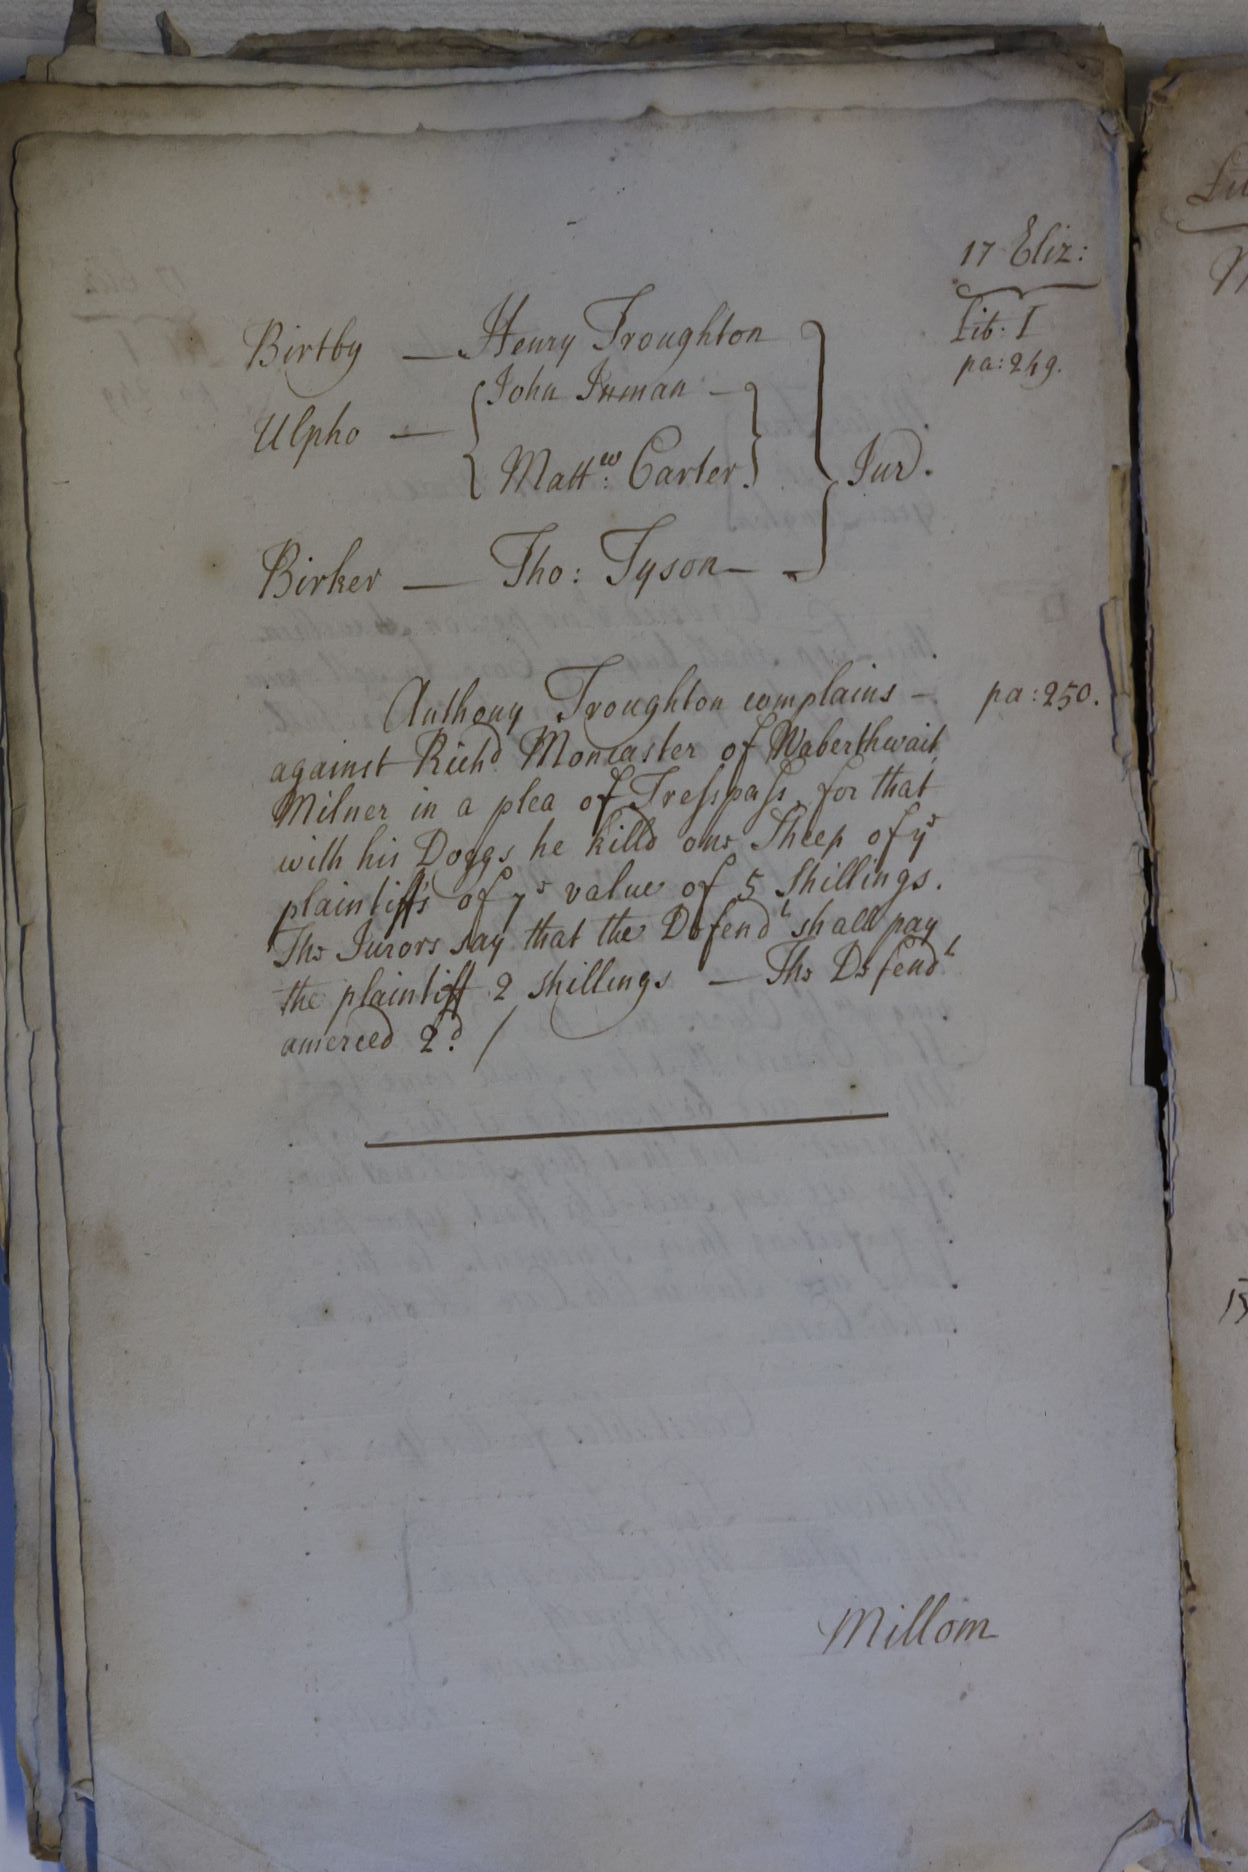 17 Eliz:
Lib: I
pa: 249.
Birtby — Henry Troughton
Ulpho — John Inman —
Mattw: Carter.
Jur.
Birker — Tho: Tyson —
Anthony Troughton complains —
pa: 250.
against Richd. Moncaster of Waberthwait
Milner in a plea of Tresspass, for that
with his Doggs he killd one Sheep of ye
plaintiff's of ye value of 5 Shillings.
The Jurors say that the Defendt shall pay
the plaintiff 2 shillings — The Defendt
amerced 2d. /
Millom